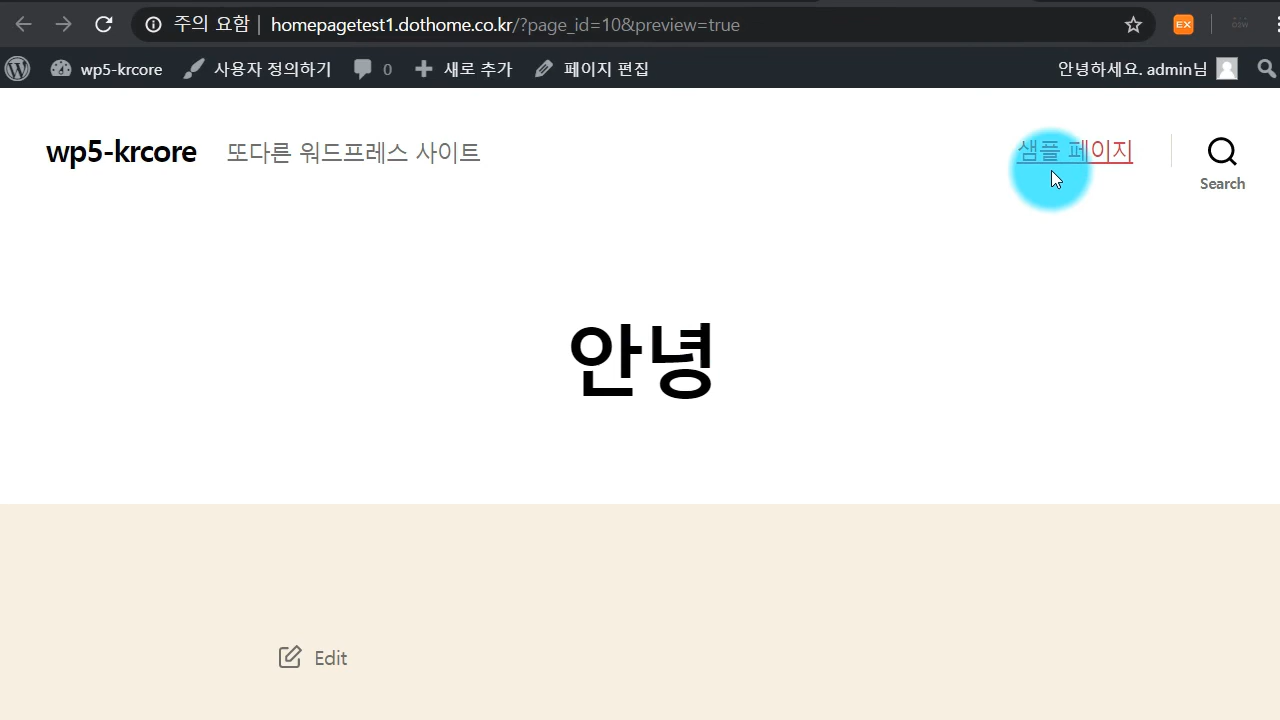 주의 요함 | homepagetest1.dothome.co.kr/?page_id=10&preview=true
EX
wp5-krcore 사용자 정의하기 0 새로 추가 페이지 편집 안녕하세요. admin님
wp5-krcore 또다른 워드프레스 사이트 샘플 페이지
Search
안녕
Edit